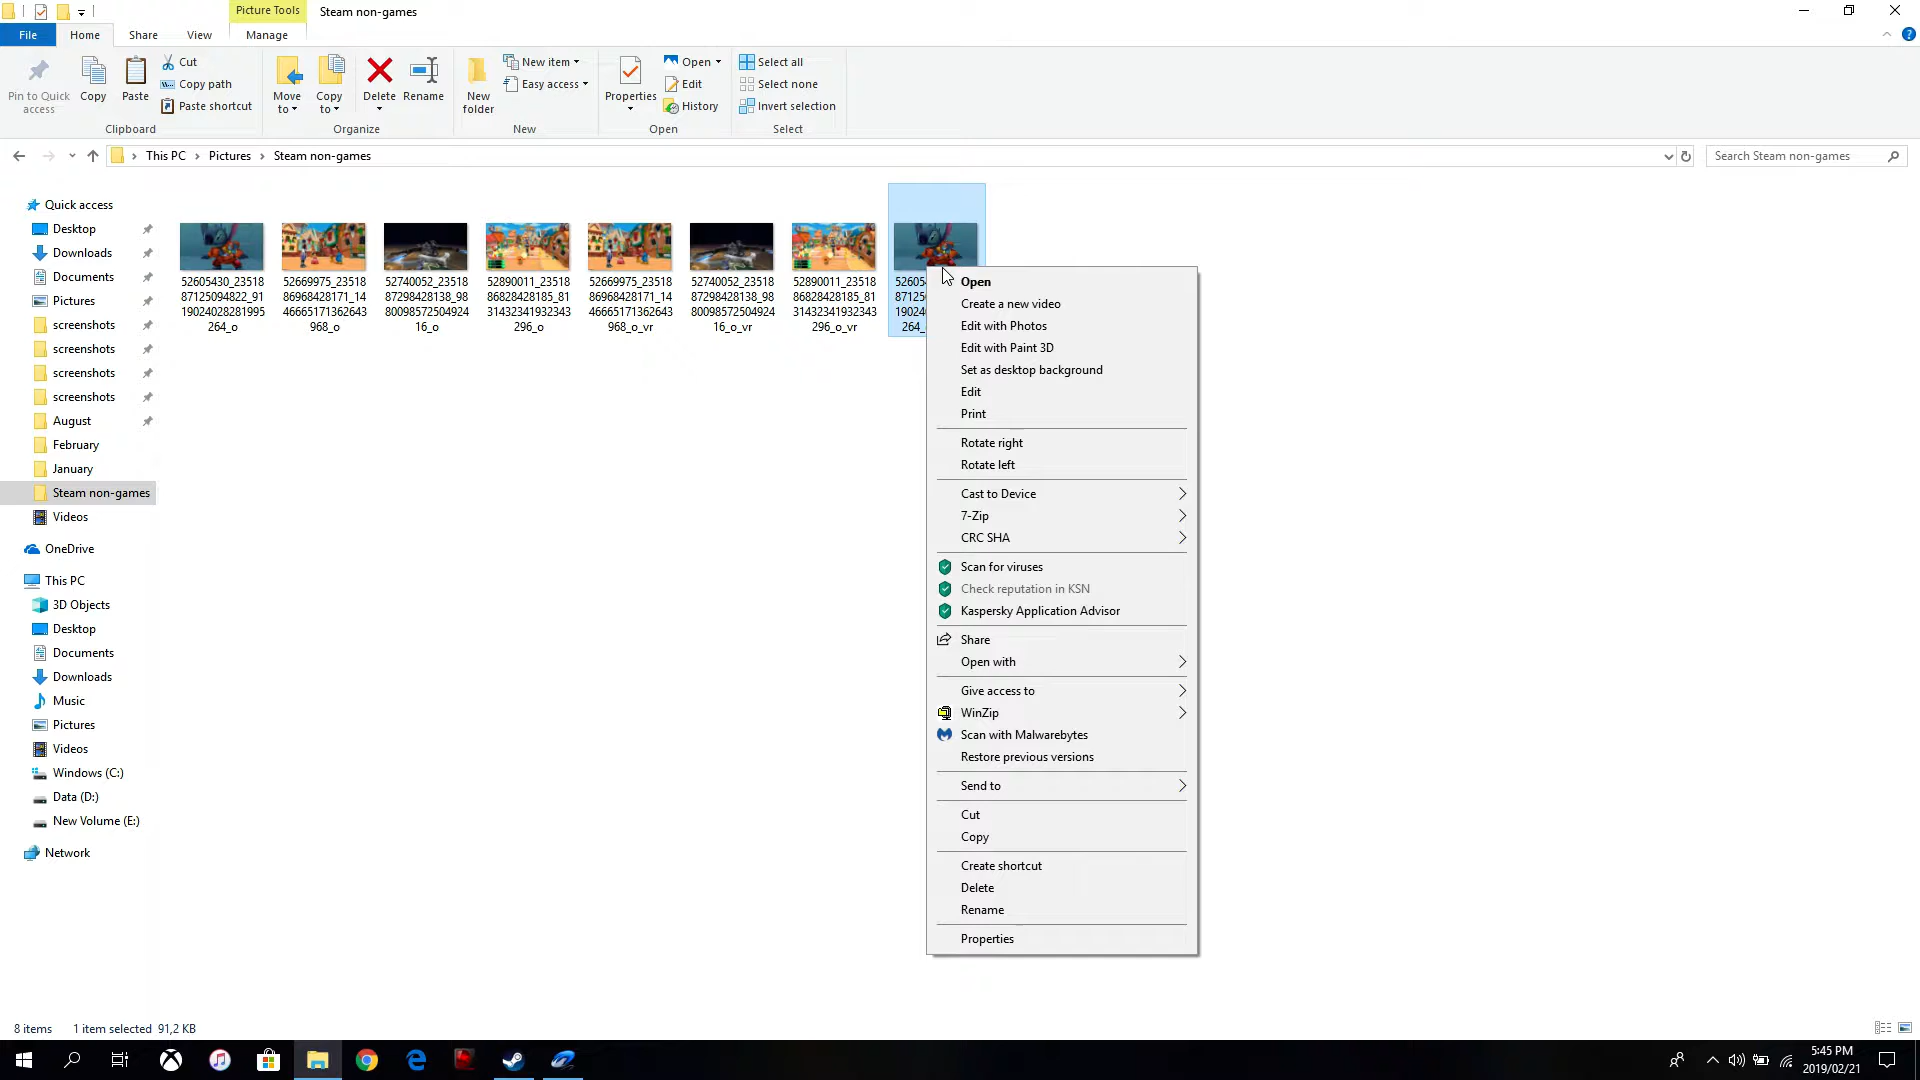 Picture Tools
Steam non-games
File
Home
Share
View
Manage
Pin to Quick access
Copy
Paste
Cut
Copy path
Paste shortcut
Clipboard
Move to
Copy to
Delete
Rename
Organize
New folder
New item
Easy access
New
Properties
Open
Edit
History
Open
Select all
Select none
Invert selection
Select
This PC
Pictures
Steam non-games
Search Steam non-games
Quick access
Desktop
Downloads
Documents
Pictures
screenshots
screenshots
screenshots
screenshots
August
February
January
Steam non-games
Videos
OneDrive
This PC
3D Objects
Desktop
Documents
Downloads
Music
Pictures
Videos
Windows (C:)
Data (D:)
New Volume (E:)
Network
52605430_23518
87125094822_91
19024028281995
264_o
52669975_23518
86968428171_14
46665171362643
968_o
52740052_23518
87298428138_98
80098572504924
16_o
52890011_23518
86828428185_81
31432341932343
296_o
52669975_23518
86968428171_14
46665171362643
968_o_vr
52740052_23518
87298428138_98
80098572504924
16_o_vr
52890011_23518
86828428185_81
31432341932343
296_o_vr
Open
Create a new video
Edit with Photos
Edit with Paint 3D
Set as desktop background
Edit
Print
Rotate right
Rotate left
Cast to Device
7-Zip
CRC SHA
Scan for viruses
Check reputation in KSN
Kaspersky Application Advisor
Share
Open with
Give access to
WinZip
Scan with Malwarebytes
Restore previous versions
Send to
Cut
Copy
Create shortcut
Delete
Rename
Properties
8 items
1 item selected 91,2 KB
5:45 PM
2019/02/21